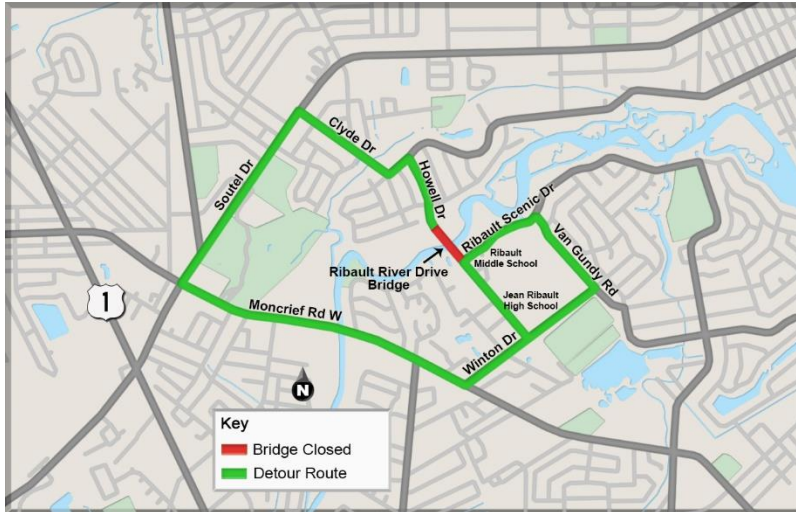 Clyde Dr
Soutel Dr
Howell Dr
Ribault Scenic Dr
Van Gundy Rd
Ribault
Middle School
Ribault River Drive
Bridge
Jean Ribault
High School
1
Moncrief Rd W
Winton Dr
N
Key
Bridge Closed
Detour Route